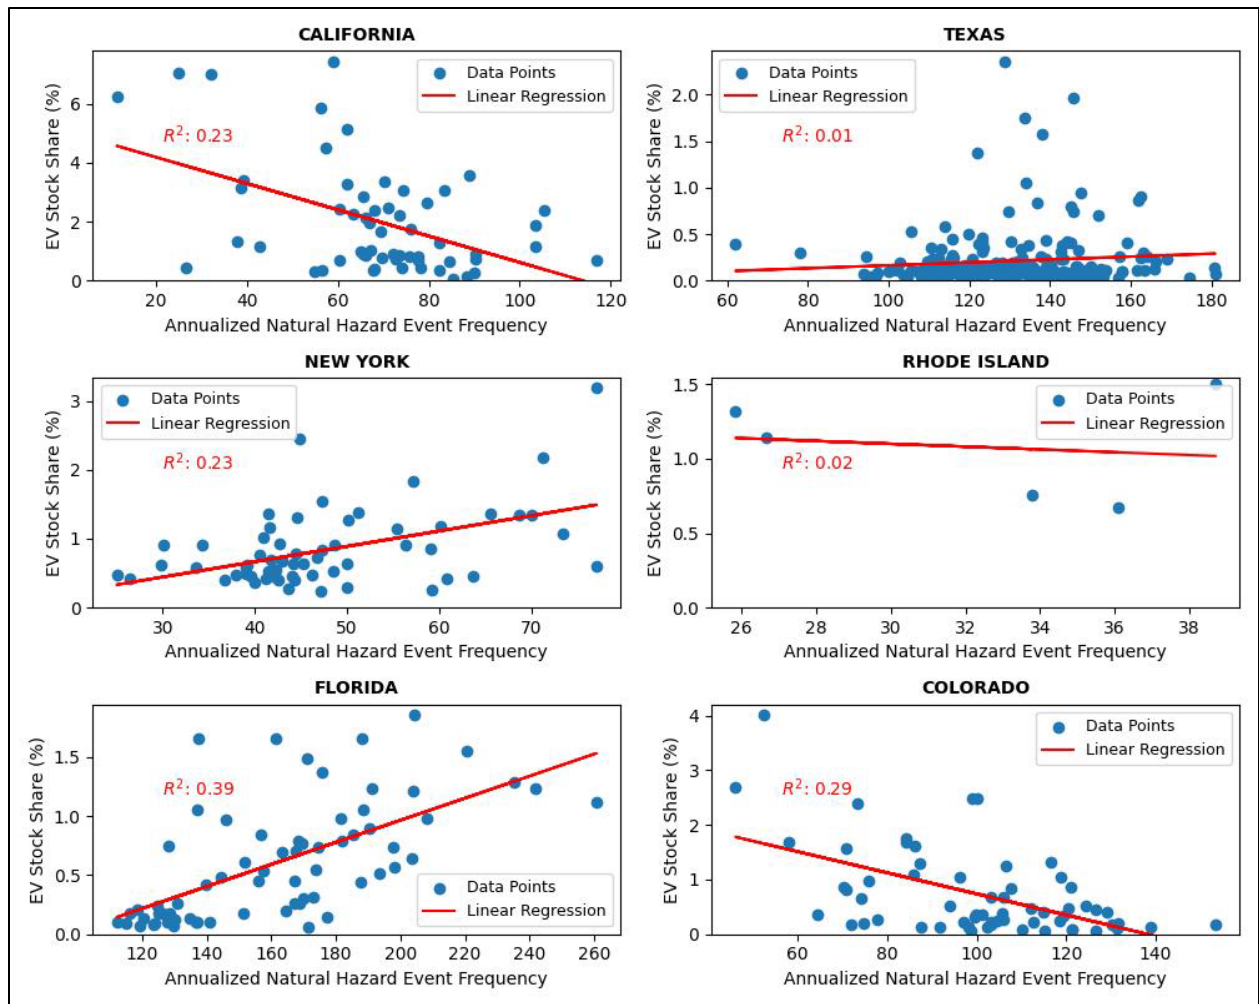 CALIFORNIA
EV Stock Share (%)
6
4
2
0
Data Points
Linear Regression
R²: 0.23
20 40 60 80 100 120
Annualized Natural Hazard Event Frequency
TEXAS
EV Stock Share (%)
2.0
1.5
1.0
0.5
0.0
Data Points
Linear Regression
R²: 0.01
60 80 100 120 140 160 180
Annualized Natural Hazard Event Frequency
NEW YORK
EV Stock Share (%)
3
2
1
0
Data Points
Linear Regression
R²: 0.23
30 40 50 60 70
Annualized Natural Hazard Event Frequency
RHODE ISLAND
EV Stock Share (%)
1.5
1.0
0.5
0.0
Data Points
Linear Regression
R²: 0.02
26 28 30 32 34 36 38
Annualized Natural Hazard Event Frequency
FLORIDA
EV Stock Share (%)
1.5
1.0
0.5
0.0
R²: 0.39
Data Points
Linear Regression
120 140 160 180 200 220 240 260
Annualized Natural Hazard Event Frequency
COLORADO
EV Stock Share (%)
4
3
2
1
0
Data Points
Linear Regression
R²: 0.29
60 80 100 120 140
Annualized Natural Hazard Event Frequency